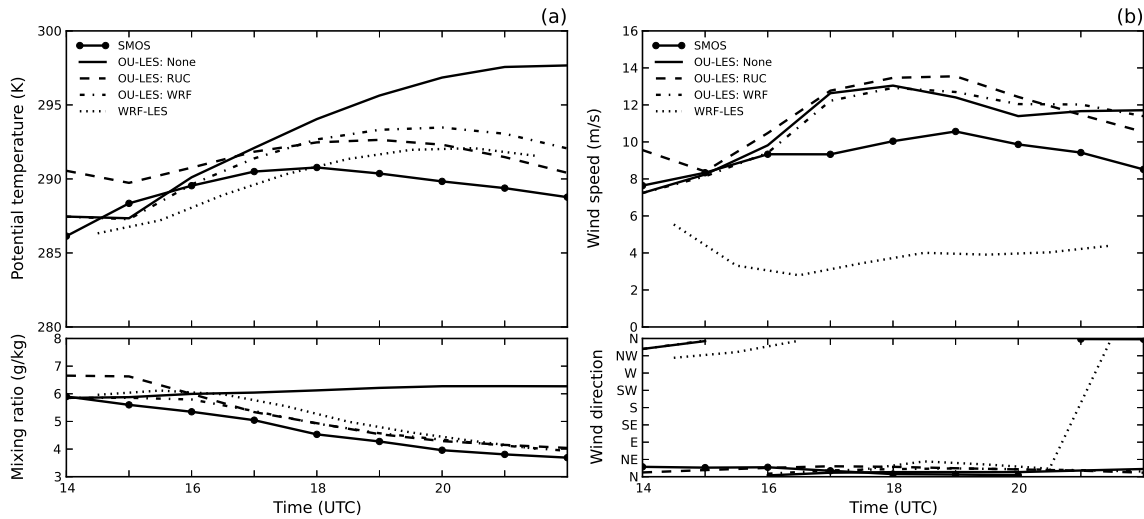 (a)
300
295
290
285
280
Potential temperature (K)
SMOS
OU-LES: None
OU-LES: RUC
OU-LES: WRF
WRF-LES
8
7
6
5
4
3
Mixing ratio (g/kg)
14 16 18 20
Time (UTC)
(b)
16
14
12
10
8
6
4
2
0
Wind speed (m/s)
SMOS
OU-LES: None
OU-LES: RUC
OU-LES: WRF
WRF-LES
N
NW
W
SW
S
SE
E
NE
N
Wind direction
14 16 18 20
Time (UTC)